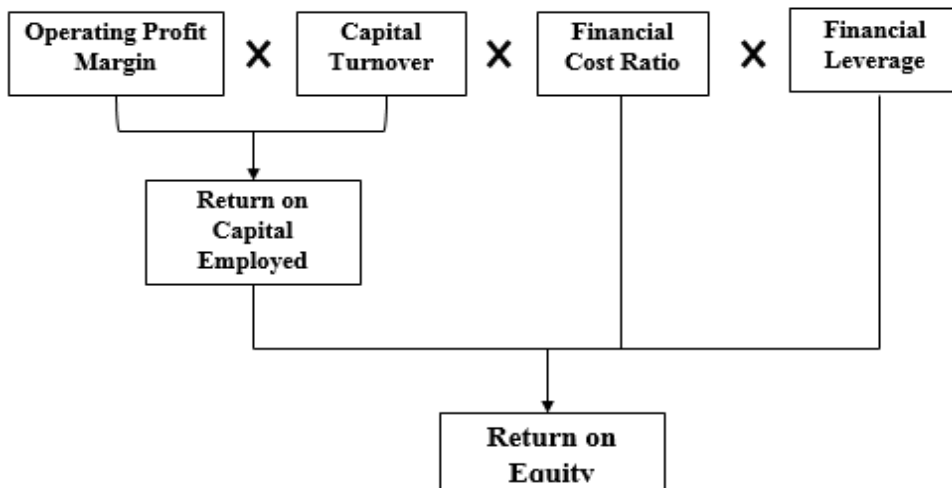 Operating Profit
Margin
X
Capital
Turnover
X
Financial
Cost Ratio
X
Financial
Leverage
Return on
Capital
Employed
Return on
Equity